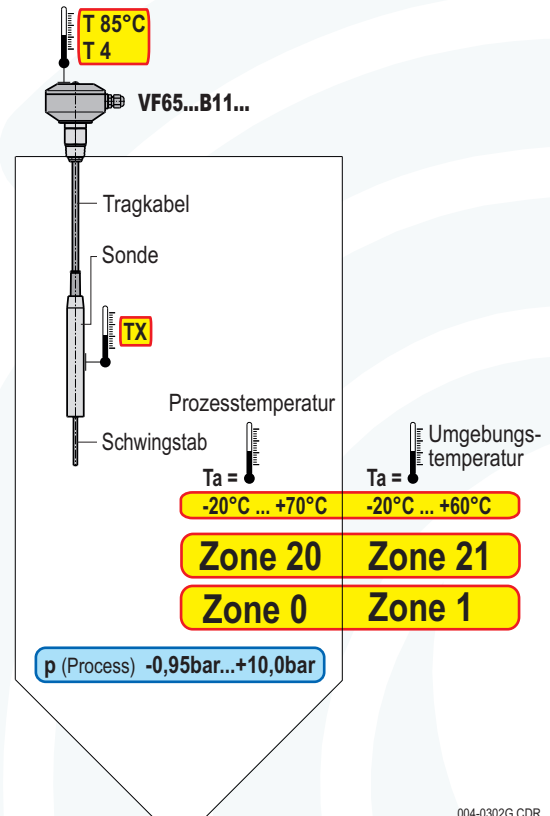 T 85°C
T 4
VF65...B11...
Tragkabel
Sonde
TX
Prozesstemperatur
Schwingstab
Umgebungs-
temperatur
Ta =
Ta =
-20°C ... +70°C -20°C ... +60°C
Zone 20 Zone 21
Zone 0 Zone 1
p (Process) -0,95bar...+10,0bar
004-0302G.CDR